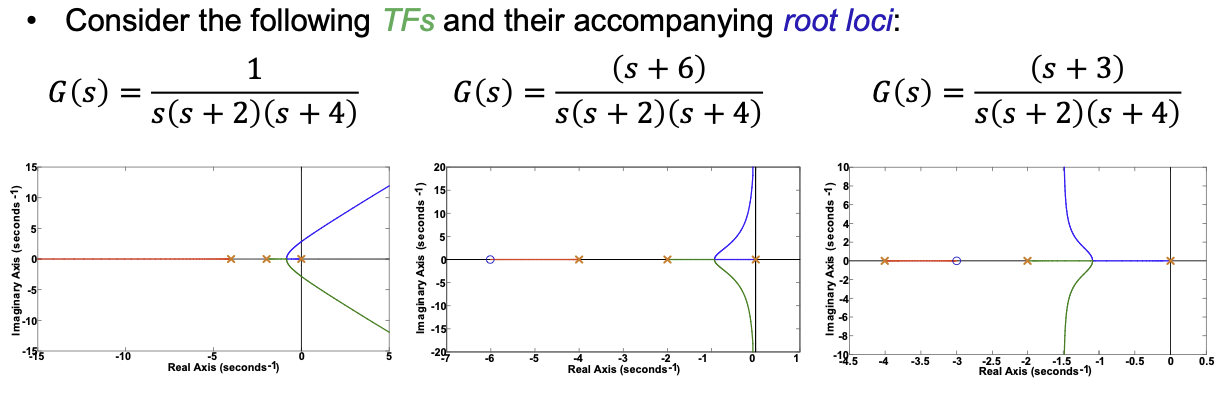 • Consider the following TFs and their accompanying root loci:
G(s) = 1 / s(s + 2)(s + 4)
G(s) = (s + 6) / s(s + 2)(s + 4)
G(s) = (s + 3) / s(s + 2)(s + 4)
15
10
5
0
-5
-10
-15
Imaginary Axis (seconds⁻¹)
-15 -10 -5 0 5
Real Axis (seconds⁻¹)
20
15
10
5
0
-5
-10
-15
-20
Imaginary Axis (seconds⁻¹)
-7 -6 -5 -4 -3 -2 -1 0 1
Real Axis (seconds⁻¹)
10
8
6
4
2
0
-2
-4
-6
-8
-10
Imaginary Axis (seconds⁻¹)
-4.5 -4 -3.5 -3 -2.5 -2 -1.5 -1 -0.5 0 0.5
Real Axis (seconds⁻¹)